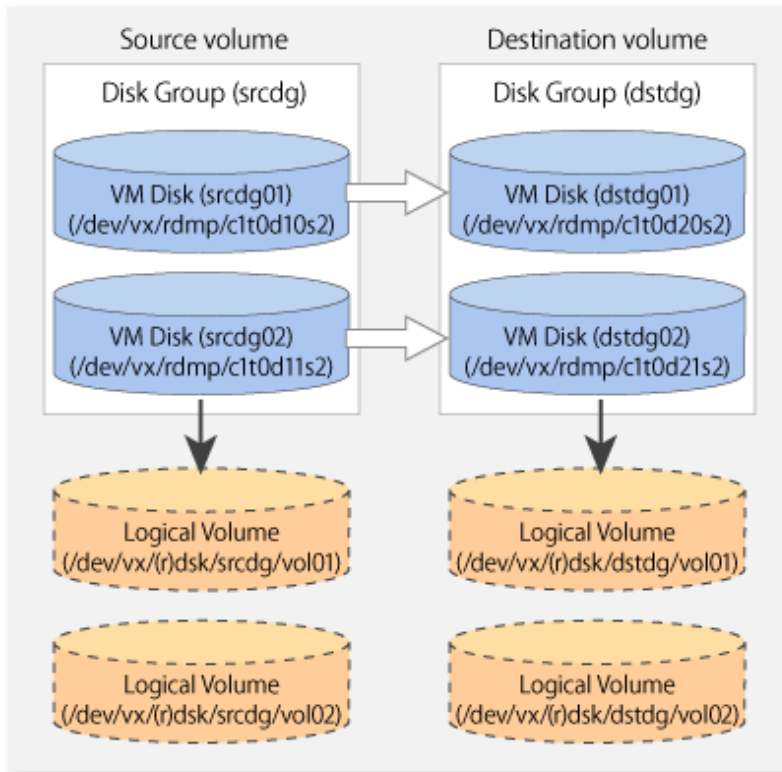 Source volume
Destination volume
Disk Group (srcdg)
Disk Group (dstdg)
VM Disk (srcdg01)
(/dev/vx/rdmp/c1t0d10s2)
VM Disk (dstdg01)
(/dev/vx/rdmp/c1t0d20s2)
VM Disk (srcdg02)
(/dev/vx/rdmp/c1t0d11s2)
VM Disk (dstdg02)
(/dev/vx/rdmp/c1t0d21s2)
Logical Volume
(/dev/vx/(r)dsk/srcdg/vol01)
Logical Volume
(/dev/vx/(r)dsk/dstdg/vol01)
Logical Volume
(/dev/vx/(r)dsk/srcdg/vol02)
Logical Volume
(/dev/vx/(r)dsk/dstdg/vol02)